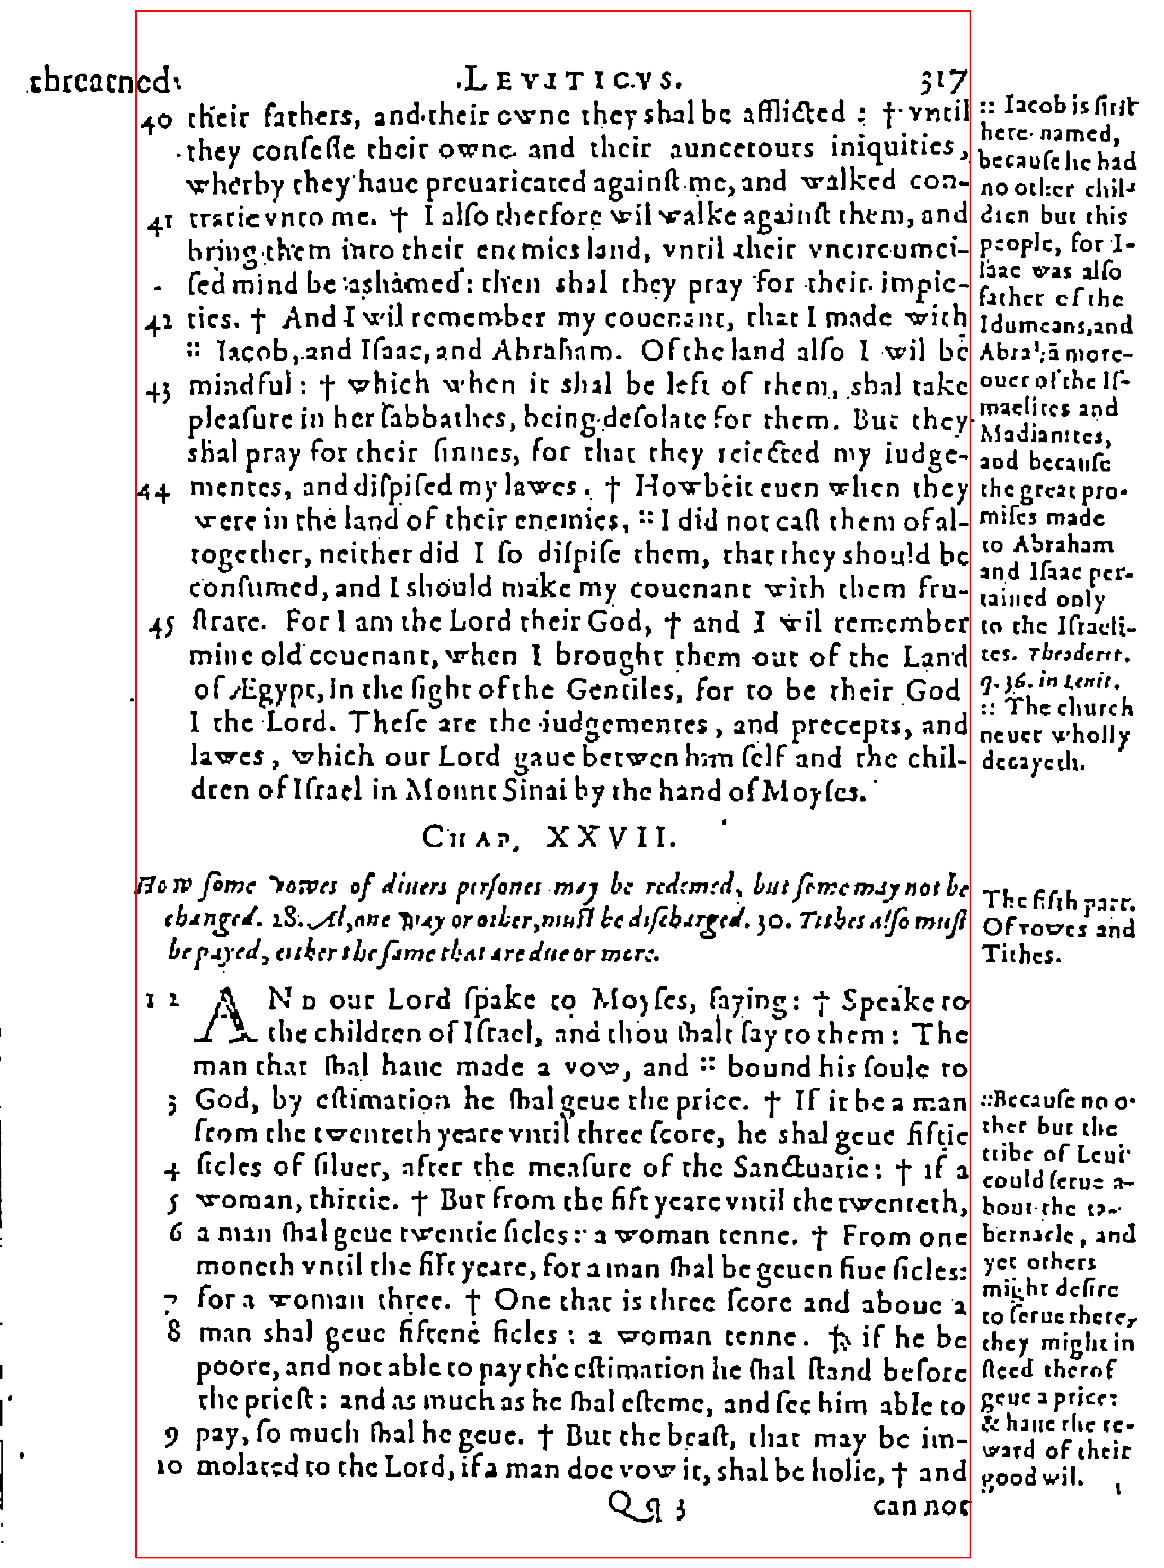 threatned.
LEVITICVS.
317
40 their fathers, and their owne they shal be afflicted : † vntil
they confesse their owne and their auncetours iniquities,
wherby they haue preuaricated againſt me, and walked con-
41 trarie vnto me. † I alſo therfore wil walke againſt them, and
bring them into their enemies land, vntil their vncircumci-
ſed mind be ashamed : then shal they pray for their impie-
42 ties. † And I wil remember my couenant, that I made with
:: Iacob, and Iſaac, and Abraham. Of the land alſo I wil be
43 mindful : † which when it shal be left of them, shal take
pleaſure in her ſabbathes, being deſolate for them. But they
shal pray for their ſinnes, for that they reiected my iudge-
44 mentes, and diſpiſed my lawes. † Howbeit euen when they
were in the land of their enemies, :: I did not caſt them of al-
together, neither did I ſo diſpiſe them, that they should be
conſumed, and I should make my couenant with them fru-
45 ſtrate. For I am the Lord their God, † and I wil remember
mine old couenant, when I brought them out of the Land
of Ægypt, in the ſight of the Gentiles, for to be their God
I the Lord. Theſe are the iudgementes, and precepts, and
lawes, which our Lord gaue betwen him ſelf and the chil-
dren of Iſrael in Mount Sinai by the hand of Moyſes.
CHAP. XXVII.
How ſome vowes of diuers perſones may be redemed, but ſome may not be
changed. 28. Al, one way or other, muſt be diſcharged. 30. Tithes alſo muſt
be payed, either the ſame that are due or more.
1 2 AND our Lord ſpake to Moyſes, ſaying : † Speake to
the children of Iſrael, and thou ſhalt ſay to them : The
man that ſhal haue made a vow, and :: bound his ſoule to
3 God, by eſtimation he ſhal geue the price. † If it be a man
from the twenteth yeare vntil three ſcore, he shal geue fiftie
4 ſicles of ſiluer, after the meaſure of the Sanctuarie : † if a
5 woman, thirtie. † But from the fift yeare vntil the twenteth,
6 a man ſhal geue twentie ſicles : a woman tenne. † From one
moneth vntil the fift yeare, for a man ſhal be geuen fiue ſicles:
7 for a woman three. † One that is three ſcore and aboue a
8 man shal geue fiftene ſicles : a woman tenne. † if he be
poore, and not able to pay the eſtimation he ſhal ſtand before
the prieſt : and as much as he ſhal eſteme, and ſee him able to
9 pay, ſo much ſhal he geue. † But the beaſt, that may be im-
10 molated to the Lord, if a man doe vow it, shal be holie, † and
Qq 3
can not
:: Iacob is firſt
here named,
becauſe he had
no other chil-
dren but this
people, for I-
ſaac was alſo
father of the
Idumeans, and
Abrahā more-
ouer of the Iſ-
maelites and
Madianites,
and becauſe
the great pro-
miſes made
to Abraham
and Iſaac per-
tained only
to the Iſraeli-
tes. Theodoret.
q. 36. in Leuit.
:: The church
neuer wholly
decayeth.
The fifth part.
Of vowes and
Tithes.
:: Becauſe no o-
ther but the
tribe of Leui
could ſerue a-
bout the ta-
bernacle, and
yet others
might deſire
to ſerue there,
they might in
ſteed therof
geue a price:
& haue the re-
ward of their
good wil.